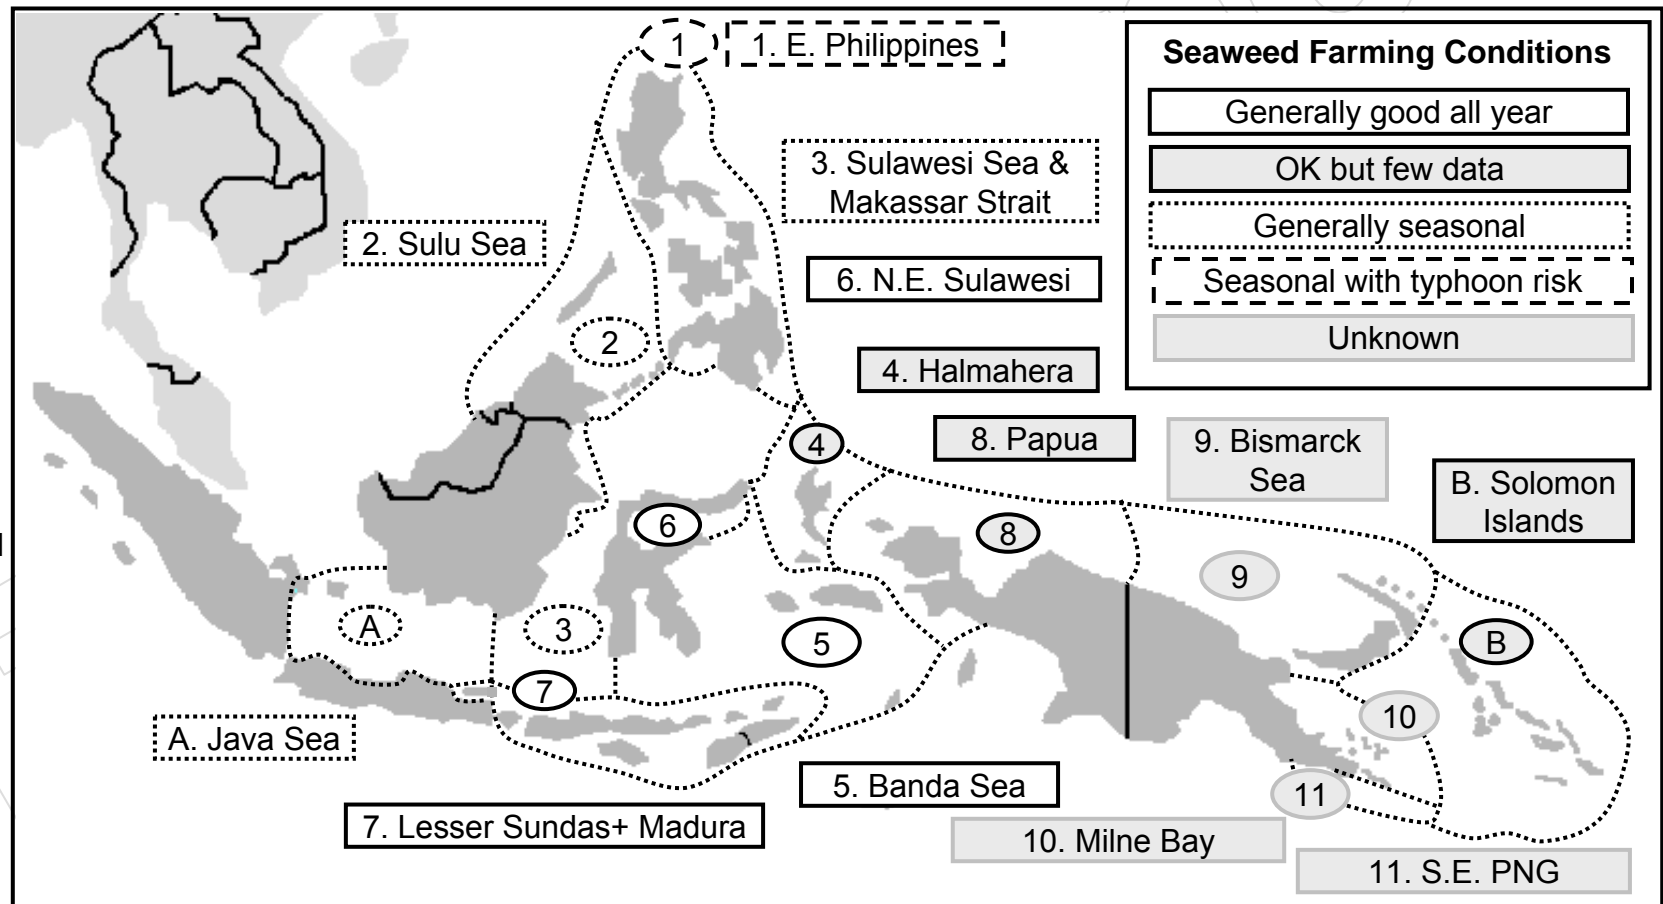 1
1. E. Philippines
Seaweed Farming Conditions
Generally good all year
OK but few data
Generally seasonal
Seasonal with typhoon risk
Unknown
3. Sulawesi Sea &
Makassar Strait
2. Sulu Sea
6. N.E. Sulawesi
2
4. Halmahera
4
8. Papua
9. Bismarck
Sea
B. Solomon
Islands
6
8
9
A
3
5
B
7
10
A. Java Sea
5. Banda Sea
11
7. Lesser Sundas+ Madura
10. Milne Bay
11. S.E. PNG